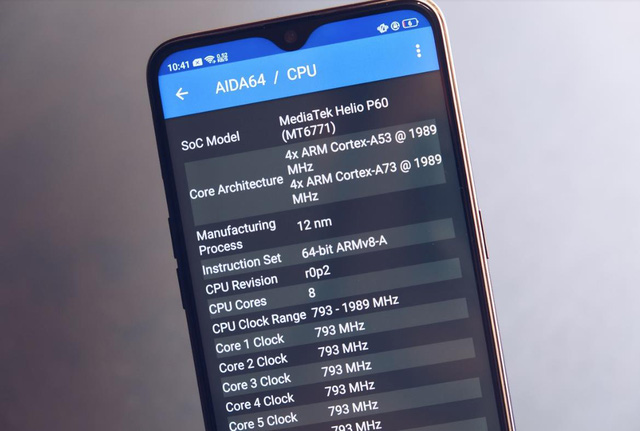 10:41
AIDA64 / CPU
SoC Model
MediaTek Helio P60
(MT6771)
Core Architecture
4x ARM Cortex-A53 @ 1989
MHz
4x ARM Cortex-A73 @ 1989
MHz
Manufacturing
Process
12 nm
Instruction Set 64-bit ARMv8-A
CPU Revision r0p2
CPU Cores 8
CPU Clock Range 793 - 1989 MHz
Core 1 Clock 793 MHz
Core 2 Clock 793 MHz
Core 3 Clock 793 MHz
Core 4 Clock 793 MHz
Core 5 Clock 793 MHz
793 MHz